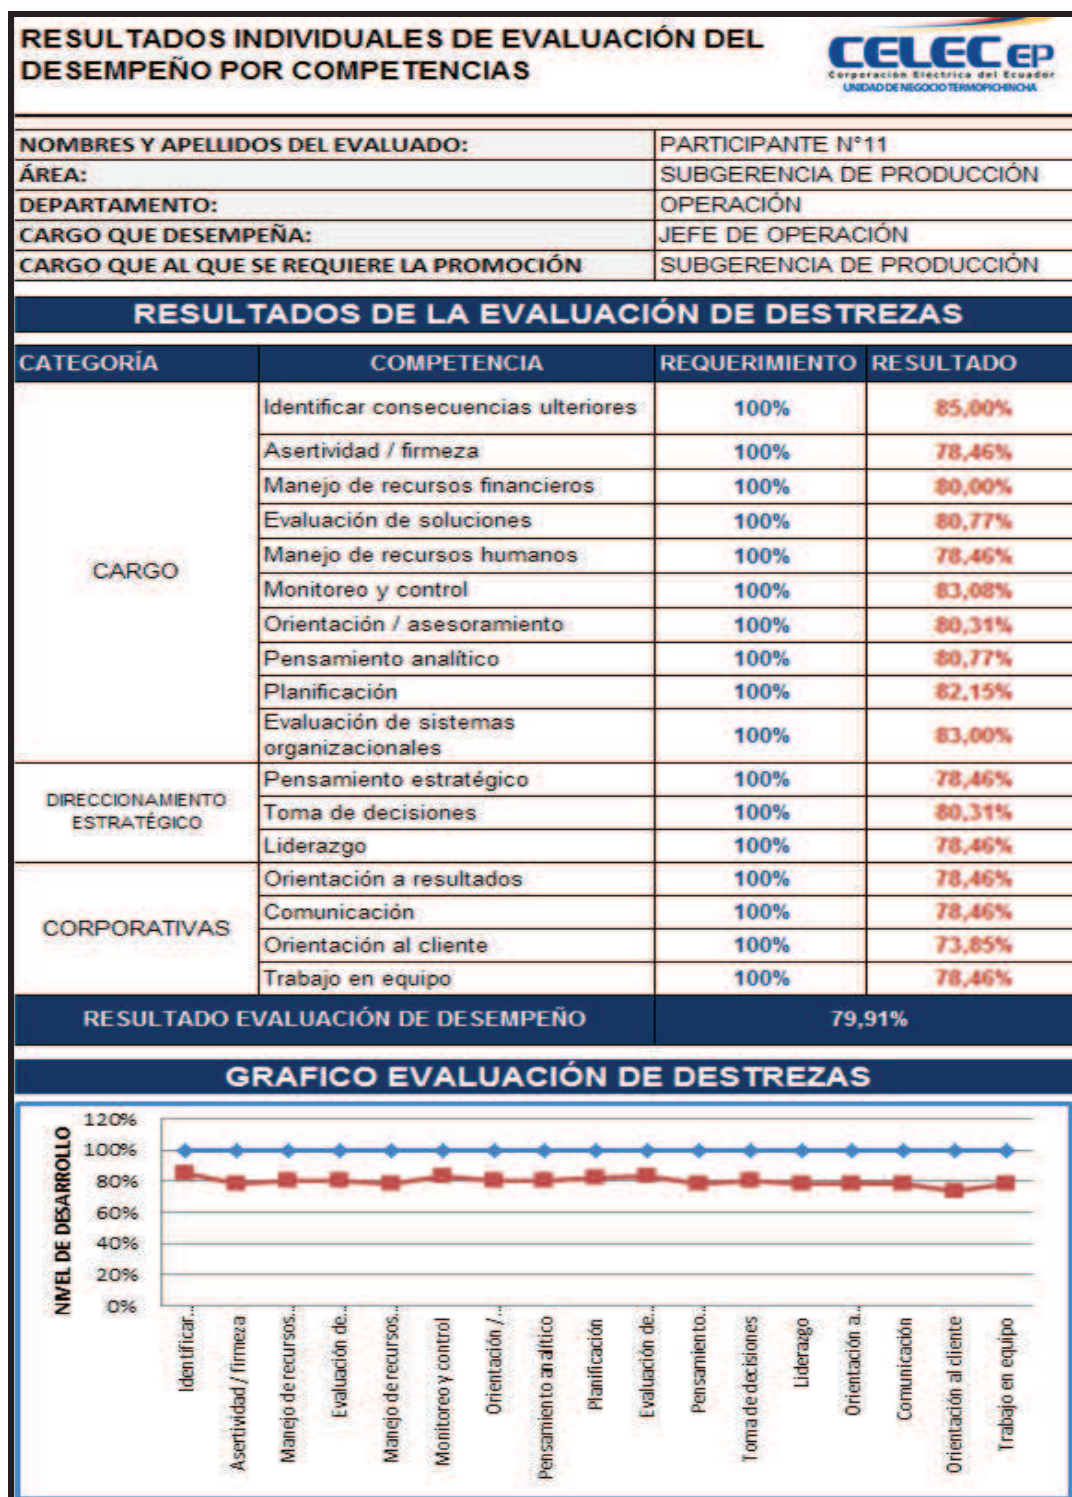 RESULTADOS INDIVIDUALES DE EVALUACIÓN DEL
DESEMPEÑO POR COMPETENCIAS
CELEC EP
Corporación Eléctrica del Ecuador
UNIDAD DE NEGOCIO TERMOPICHINCHA
NOMBRES Y APELLIDOS DEL EVALUADO: PARTICIPANTE N°11
ÁREA: SUBGERENCIA DE PRODUCCIÓN
DEPARTAMENTO: OPERACIÓN
CARGO QUE DESEMPEÑA: JEFE DE OPERACIÓN
CARGO QUE AL QUE SE REQUIERE LA PROMOCIÓN SUBGERENCIA DE PRODUCCIÓN
RESULTADOS DE LA EVALUACIÓN DE DESTREZAS
CATEGORÍA COMPETENCIA REQUERIMIENTO RESULTADO
CARGO
Identificar consecuencias ulteriores 100% 85,00%
Asertividad / firmeza 100% 78,46%
Manejo de recursos financieros 100% 80,00%
Evaluación de soluciones 100% 80,77%
Manejo de recursos humanos 100% 78,46%
Monitoreo y control 100% 83,08%
Orientación / asesoramiento 100% 80,31%
Pensamiento analítico 100% 80,77%
Planificación 100% 82,15%
Evaluación de sistemas
organizacionales 100% 83,00%
DIRECCIONAMIENTO
ESTRATÉGICO
Pensamiento estratégico 100% 78,46%
Toma de decisiones 100% 80,31%
Liderazgo 100% 78,46%
CORPORATIVAS
Orientación a resultados 100% 78,46%
Comunicación 100% 78,46%
Orientación al cliente 100% 73,85%
Trabajo en equipo 100% 78,46%
RESULTADO EVALUACIÓN DE DESEMPEÑO 79,91%
GRAFICO EVALUACIÓN DE DESTREZAS
NIVEL DE DESARROLLO
120%
100%
80%
60%
40%
20%
0%
Identificar...
Asertividad / firmeza
Manejo de recursos...
Evaluación de...
Manejo de recursos...
Monitoreo y control
Orientación /...
Pensamiento analítico
Planificación
Evaluación de...
Pensamiento...
Toma de decisiones
Liderazgo
Orientación a...
Comunicación
Orientación al cliente
Trabajo en equipo